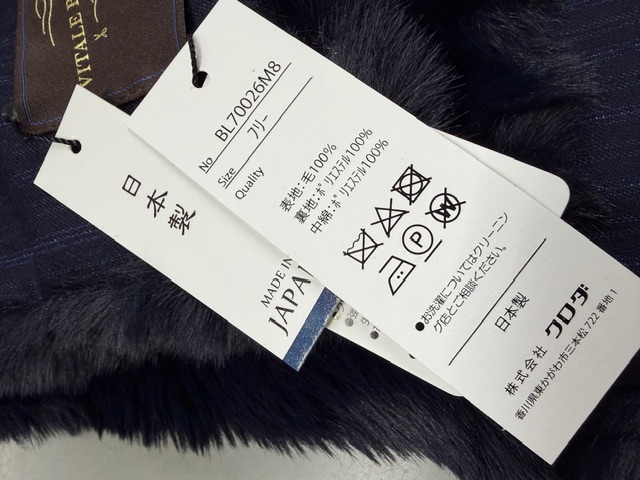 VITALE B
No BL70026M8
Size フリー
Quality
表地:毛100%
裏地:ポリエステル100%
中綿:ポリエステル100%
P
W
●お洗濯についてはクリーニン
グ店とご相談ください。
日本製
株式会社 クロダ
香川県東かがわ市三本松 722 番地 1
日本製
MADE IN
JAPAN